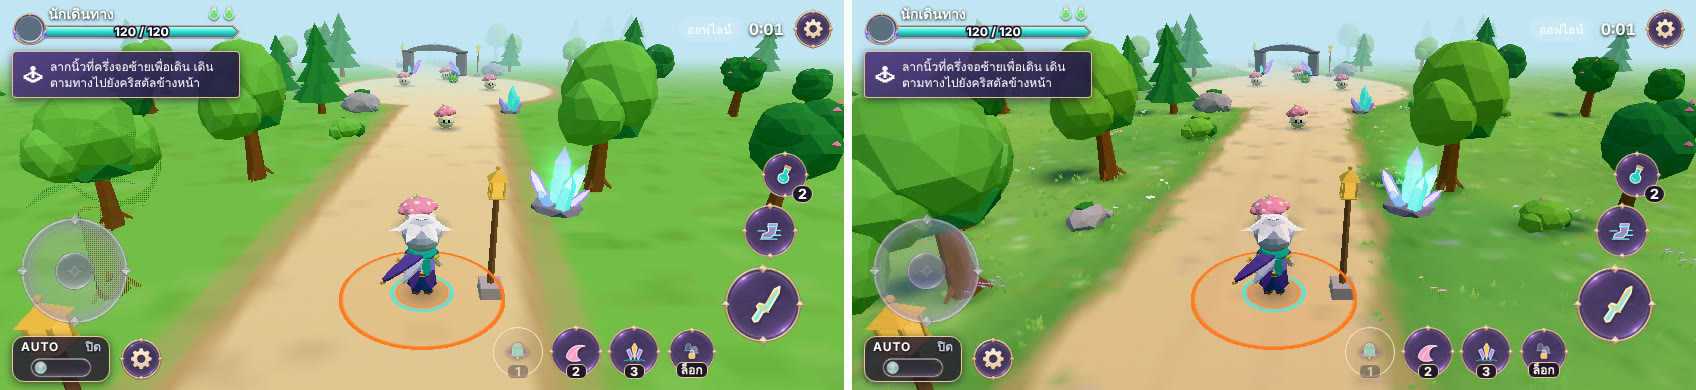 นักเดินทาง
120 / 120
ออฟไลน์
0:01
ลากนิ้วที่ครึ่งจอซ้ายเพื่อเดิน เดิน
ตามทางไปยังคริสตัลข้างหน้า
2
AUTO
ปิด
1
2
3
ล็อก
นักเดินทาง
120 / 120
ออฟไลน์
0:01
ลากนิ้วที่ครึ่งจอซ้ายเพื่อเดิน เดิน
ตามทางไปยังคริสตัลข้างหน้า
2
AUTO
ปิด
1
2
3
ล็อก